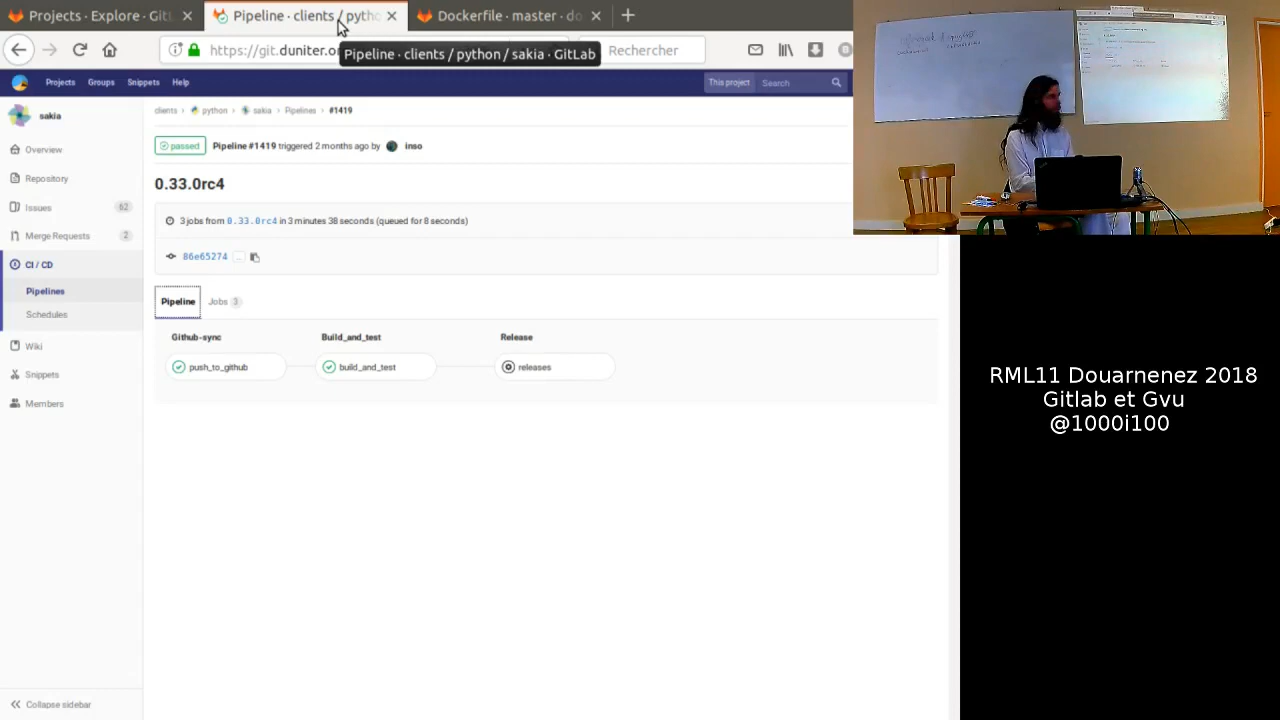 Projects · Explore · Gitl
Pipeline · clients / pytho
Dockerfile · master · do
https://git.duniter.or
Pipeline · clients / python / sakia · GitLab
Rechercher
Projects Groups Snippets Help
This project Search
sakia
clients › python › sakia › Pipelines › #1419
passed Pipeline #1419 triggered 2 months ago by inso
Overview
Repository
Issues 62
Merge Requests 2
CI / CD
Pipelines
Schedules
Wiki
Snippets
Members
Collapse sidebar
0.33.0rc4
3 jobs from 0.33.0rc4 in 3 minutes 38 seconds (queued for 8 seconds)
86e65274 ...
Pipeline Jobs 3
Github-sync Build_and_test Release
push_to_github build_and_test releases
RML11 Douarnenez 2018
Gitlab et Gvu
@1000i100